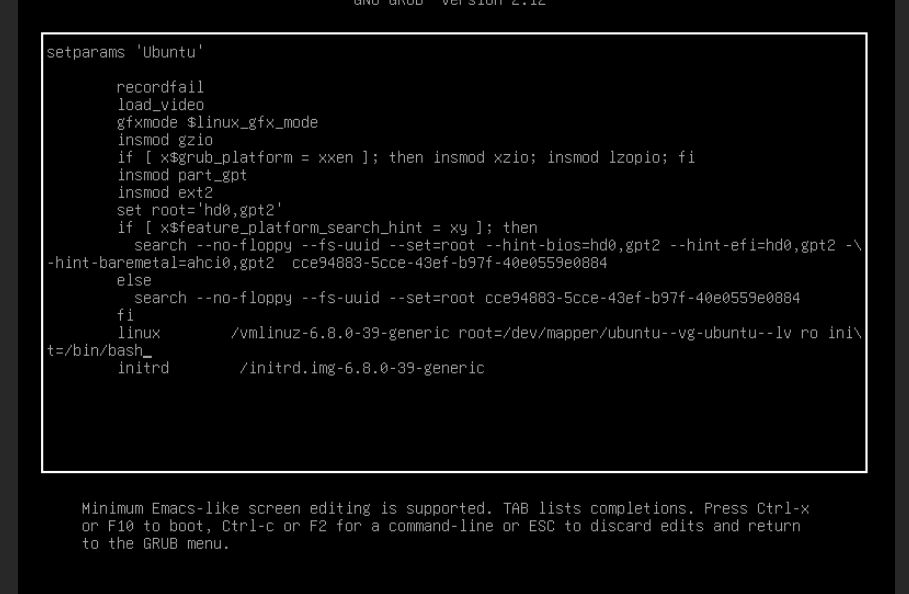 GNU GRUB  version 2.12
setparams 'Ubuntu'
recordfail
load_video
gfxmode $linux_gfx_mode
insmod gzio
if [ x$grub_platform = xxen ]; then insmod xzio; insmod lzopio; fi
insmod part_gpt
insmod ext2
set root='hd0,gpt2'
if [ x$feature_platform_search_hint = xy ]; then
search --no-floppy --fs-uuid --set=root --hint-bios=hd0,gpt2 --hint-efi=hd0,gpt2 -\
-hint-baremetal=ahci0,gpt2  cce94883-5cce-43ef-b97f-40e0559e0884
else
search --no-floppy --fs-uuid --set=root cce94883-5cce-43ef-b97f-40e0559e0884
fi
linux        /vmlinuz-6.8.0-39-generic root=/dev/mapper/ubuntu--vg-ubuntu--lv ro ini\
t=/bin/bash_
initrd        /initrd.img-6.8.0-39-generic
Minimum Emacs-like screen editing is supported. TAB lists completions. Press Ctrl-x
or F10 to boot, Ctrl-c or F2 for a command-line or ESC to discard edits and return
to the GRUB menu.